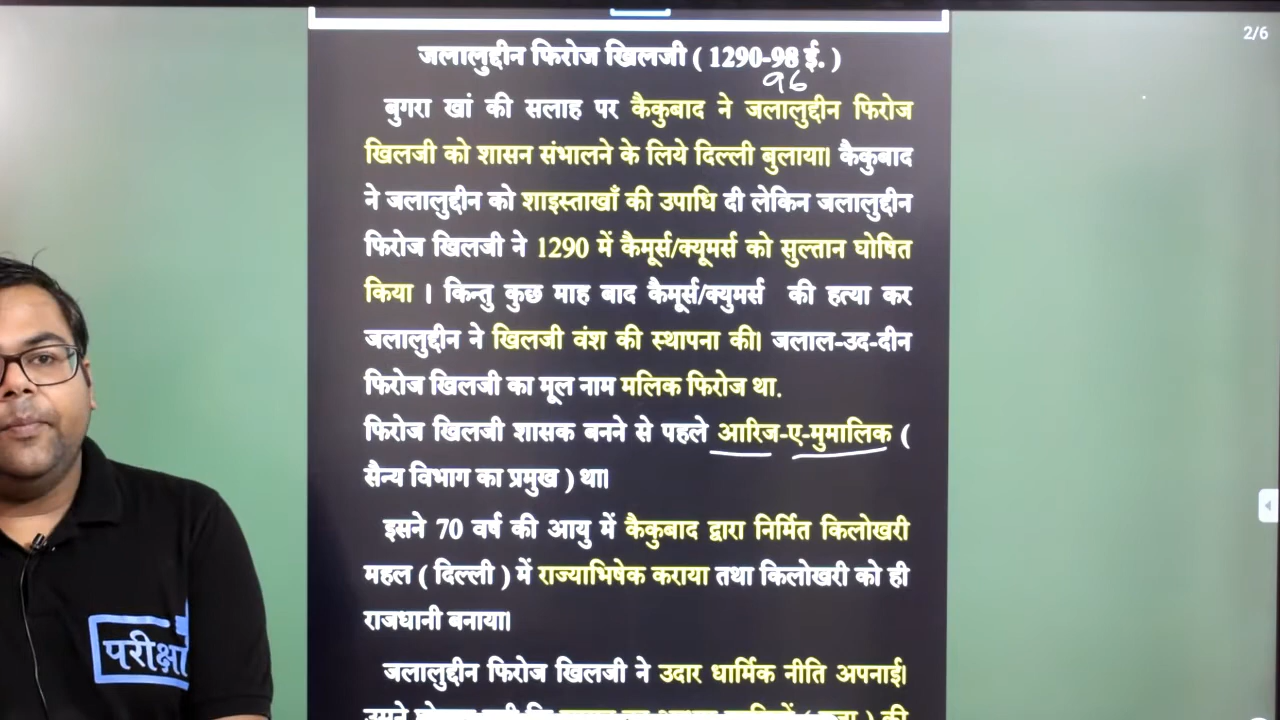 2/6
जलालुद्दीन फिरोज खिलजी ( 1290-98 ई. )
96
बुगरा खां की सलाह पर कैकुबाद ने जलालुद्दीन फिरोज
खिलजी को शासन संभालने के लिये दिल्ली बुलाया। कैकुबाद
ने जलालुद्दीन को शाइस्ताखाँ की उपाधि दी लेकिन जलालुद्दीन
फिरोज खिलजी ने 1290 में कैमूर्स/क्यूमर्स को सुल्तान घोषित
किया । किन्तु कुछ माह बाद कैमूर्स/क्युमर्स की हत्या कर
जलालुद्दीन ने खिलजी वंश की स्थापना की। जलाल-उद-दीन
फिरोज खिलजी का मूल नाम मलिक फिरोज था.
फिरोज खिलजी शासक बनने से पहले आरिज-ए-मुमालिक (
सैन्य विभाग का प्रमुख ) था।
इसने 70 वर्ष की आयु में कैकुबाद द्वारा निर्मित किलोखरी
महल ( दिल्ली ) में राज्याभिषेक कराया तथा किलोखरी को ही
राजधानी बनाया।
जलालुद्दीन फिरोज खिलजी ने उदार धार्मिक नीति अपनाई।
परीक्षा